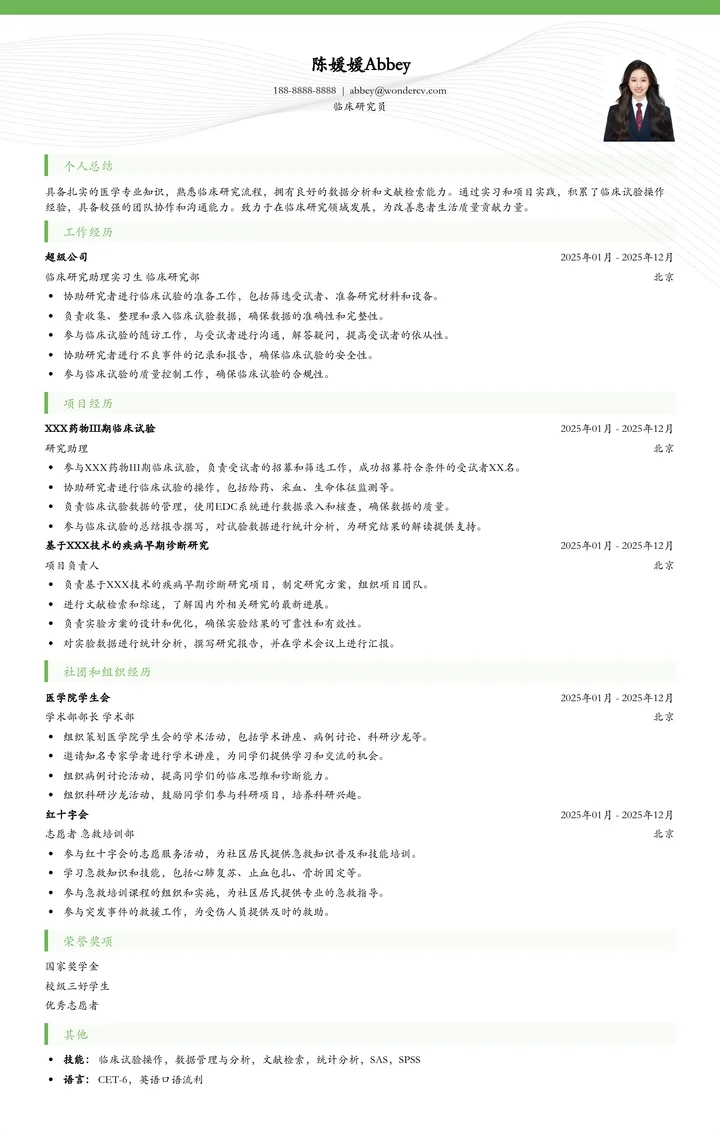 陈媛媛Abbey
188-8888-8888 | abbey@wondercv.com
临床研究员
个人总结
具备扎实的医学专业知识，熟悉临床研究流程，拥有良好的数据分析和文献检索能力。通过实习和项目实践，积累了临床试验操作
经验，具备较强的团队协作和沟通能力。致力于在临床研究领域发展，为改善患者生活质量贡献力量。
工作经历
超级公司 2025年01月 - 2025年12月
临床研究助理实习生 临床研究部 北京
• 协助研究者进行临床试验的准备工作，包括筛选受试者、准备研究材料和设备。
• 负责收集、整理和录入临床试验数据，确保数据的准确性和完整性。
• 参与临床试验的随访工作，与受试者进行沟通，解答疑问，提高受试者的依从性。
• 协助研究者进行不良事件的记录和报告，确保临床试验的安全性。
• 参与临床试验的质量控制工作，确保临床试验的合规性。
项目经历
XXX药物III期临床试验 2025年01月 - 2025年12月
研究助理 北京
• 参与XXX药物III期临床试验，负责受试者的招募和筛选工作，成功招募符合条件的受试者XX名。
• 协助研究者进行临床试验的操作，包括给药、采血、生命体征监测等。
• 负责临床试验数据的管理，使用EDC系统进行数据录入和核查，确保数据的质量。
• 参与临床试验的总结报告撰写，对试验数据进行统计分析，为研究结果的解读提供支持。
基于XXX技术的疾病早期诊断研究 2025年01月 - 2025年12月
项目负责人 北京
• 负责基于XXX技术的疾病早期诊断研究项目，制定研究方案，组织项目团队。
• 进行文献检索和综述，了解国内外相关研究的最新进展。
• 负责实验方案的设计和优化，确保实验结果的可靠性和有效性。
• 对实验数据进行统计分析，撰写研究报告，并在学术会议上进行汇报。
社团和组织经历
医学院学生会 2025年01月 - 2025年12月
学术部部长 学术部 北京
• 组织策划医学院学生会的学术活动，包括学术讲座、病例讨论、科研沙龙等。
• 邀请知名专家学者进行学术讲座，为同学们提供学习和交流的机会。
• 组织病例讨论活动，提高同学们的临床思维和诊断能力。
• 组织科研沙龙活动，鼓励同学们参与科研项目，培养科研兴趣。
红十字会 2025年01月 - 2025年12月
志愿者 急救培训部 北京
• 参与红十字会的志愿服务活动，为社区居民提供急救知识普及和技能培训。
• 学习急救知识和技能，包括心肺复苏、止血包扎、骨折固定等。
• 参与急救培训课程的组织和实施，为社区居民提供专业的急救指导。
• 参与突发事件的救援工作，为受伤人员提供及时的救助。
荣誉奖项
国家奖学金
校级三好学生
优秀志愿者
其他
• 技能： 临床试验操作，数据管理与分析，文献检索，统计分析，SAS，SPSS
• 语言： CET-6，英语口语流利